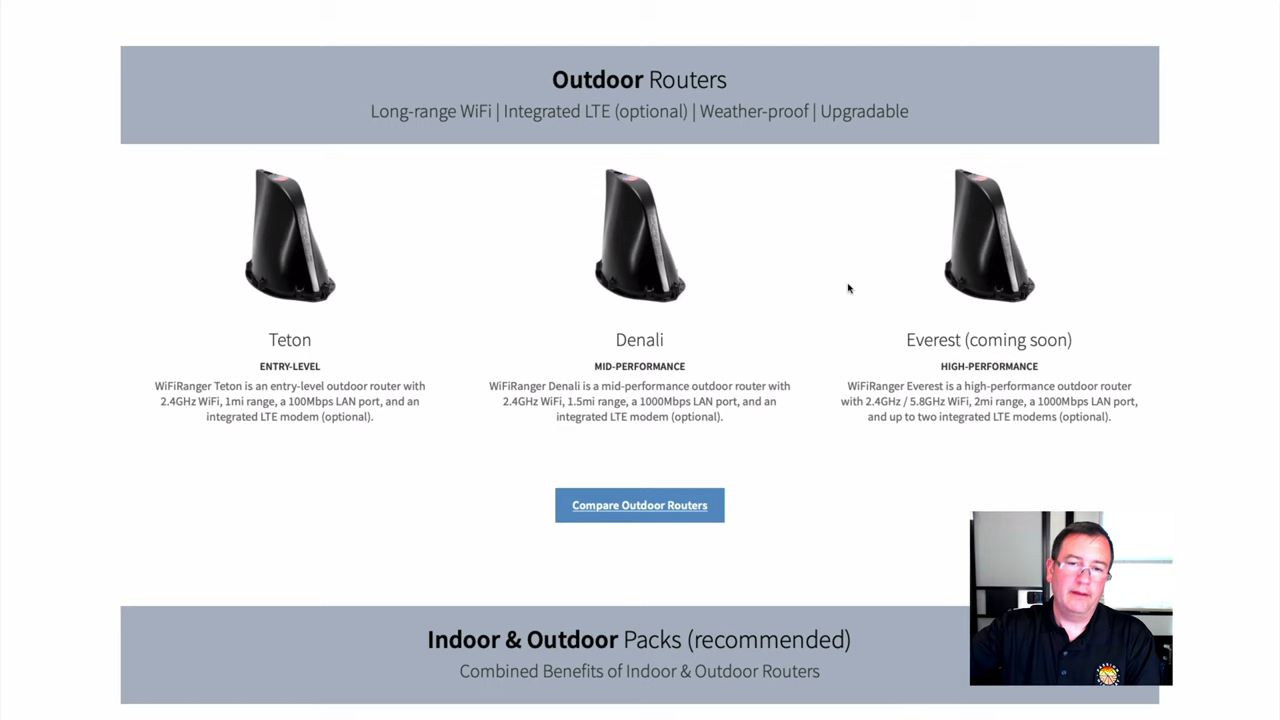 Outdoor Routers
Long-range WiFi | Integrated LTE (optional) | Weather-proof | Upgradable
Teton
ENTRY-LEVEL
WiFiRanger Teton is an entry-level outdoor router with
2.4GHz WiFi, 1mi range, a 100Mbps LAN port, and an
integrated LTE modem (optional).
Denali
MID-PERFORMANCE
WiFiRanger Denali is a mid-performance outdoor router with
2.4GHz WiFi, 1.5mi range, a 1000Mbps LAN port, and an
integrated LTE modem (optional).
Everest (coming soon)
HIGH-PERFORMANCE
WiFiRanger Everest is a high-performance outdoor router
with 2.4GHz / 5.8GHz WiFi, 2mi range, a 1000Mbps LAN port,
and up to two integrated LTE modems (optional).
Compare Outdoor Routers
Indoor & Outdoor Packs (recommended)
Combined Benefits of Indoor & Outdoor Routers